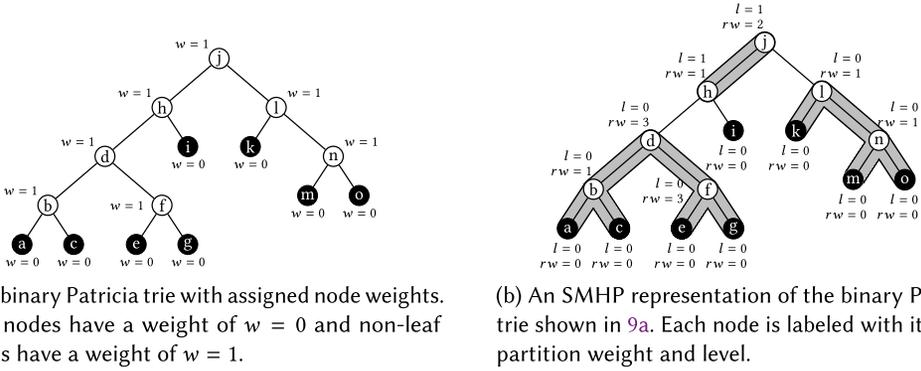 w = 1
j
w = 1
h
l
w = 1
w = 1
d
i
w = 0
k
w = 0
n
w = 1
w = 1
b
w = 1
f
m
w = 0
o
w = 0
a
w = 0
c
w = 0
e
w = 0
g
w = 0
binary Patricia trie with assigned node weights.
nodes have a weight of w = 0 and non-leaf
s have a weight of w = 1.
l = 1
rw = 2
j
l = 1
rw = 1
h
l = 0
rw = 1
l
l = 0
rw = 3
d
i
l = 0
rw = 0
k
l = 0
rw = 0
l = 0
rw = 1
n
l = 0
rw = 1
b
l = 0
rw = 3
f
m
l = 0
rw = 0
o
l = 0
rw = 0
a
l = 0
rw = 0
c
l = 0
rw = 0
e
l = 0
rw = 0
g
l = 0
rw = 0
(b) An SMHP representation of the binary P
trie shown in 9a. Each node is labeled with it
partition weight and level.